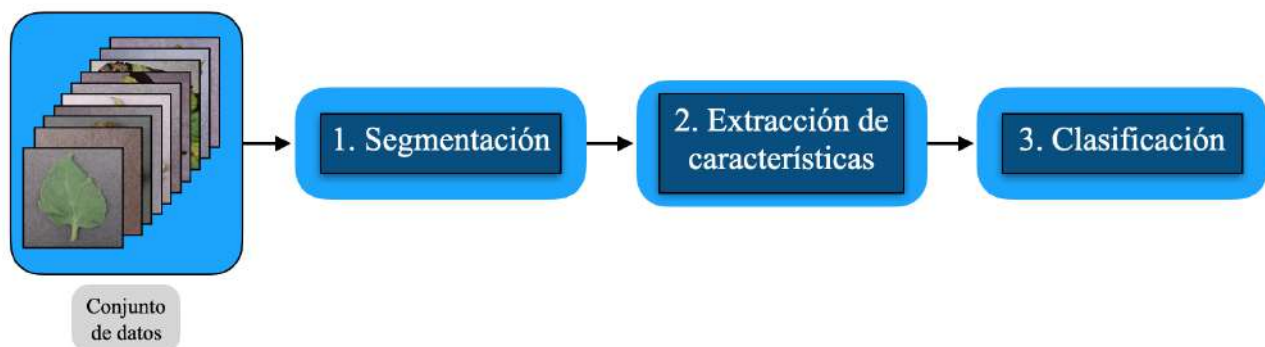 1. Segmentación
2. Extracción de
características
3. Clasificación
Conjunto
de datos